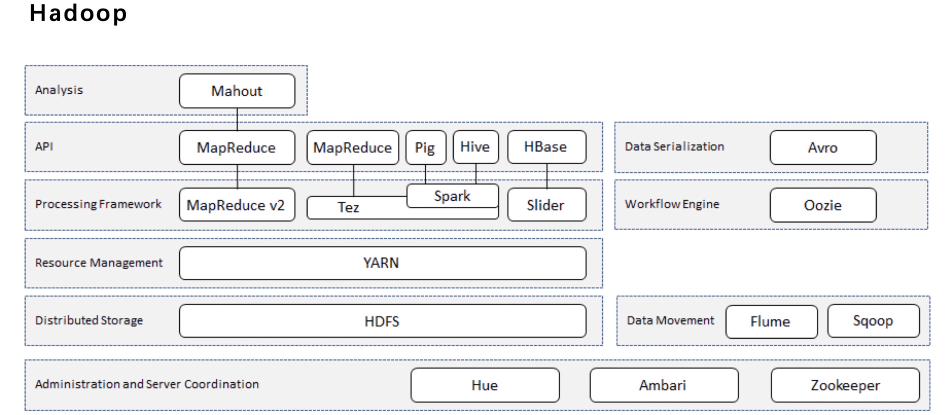 Hadoop
Analysis
Mahout
API
MapReduce
MapReduce
Pig
Hive
HBase
Data Serialization
Avro
Processing Framework
MapReduce v2
Tez
Spark
Slider
Workflow Engine
Oozie
Resource Management
YARN
Distributed Storage
HDFS
Data Movement
Flume
Sqoop
Administration and Server Coordination
Hue
Ambari
Zookeeper